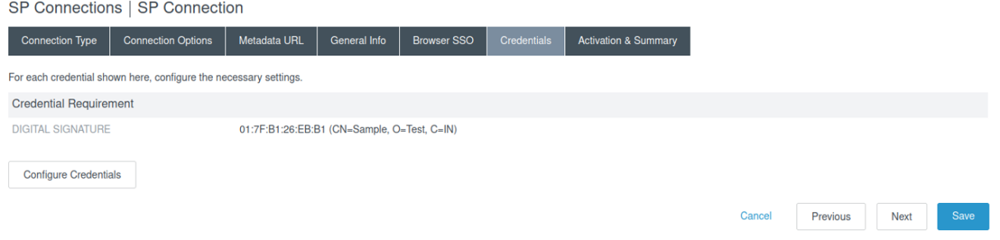 SP Connections | SP Connection
Connection Type Connection Options Metadata URL General Info Browser SSO Credentials Activation & Summary
For each credential shown here, configure the necessary settings.
Credential Requirement
DIGITAL SIGNATURE 01:7F:B1:26:EB:B1 (CN=Sample, O=Test, C=IN)
Configure Credentials
Cancel Previous Next Save